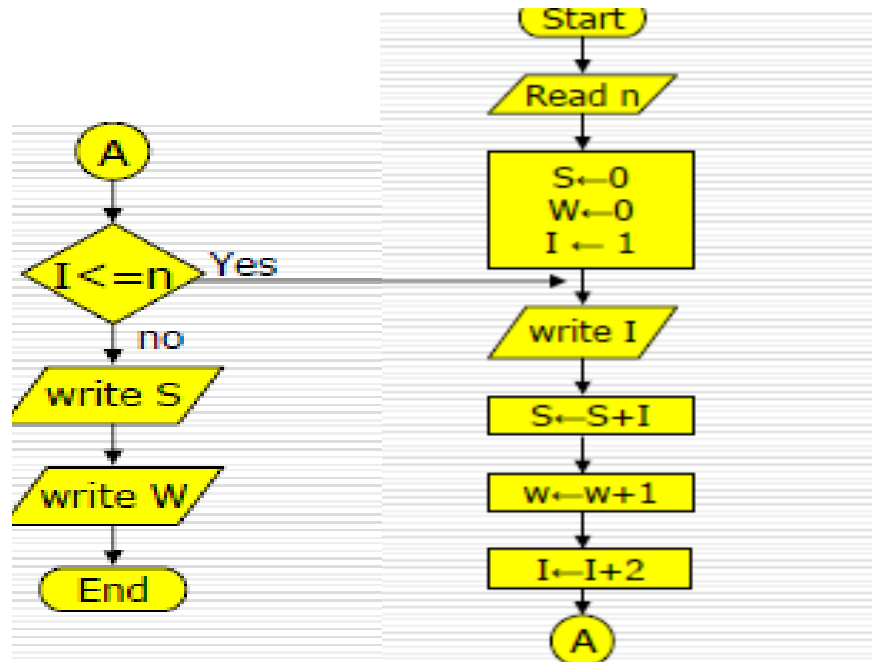 Start
Read n
S←0
W←0
I ← 1
write I
S←S+I
w←w+1
I←I+2
A
A
I<=n
Yes
no
write S
write W
End